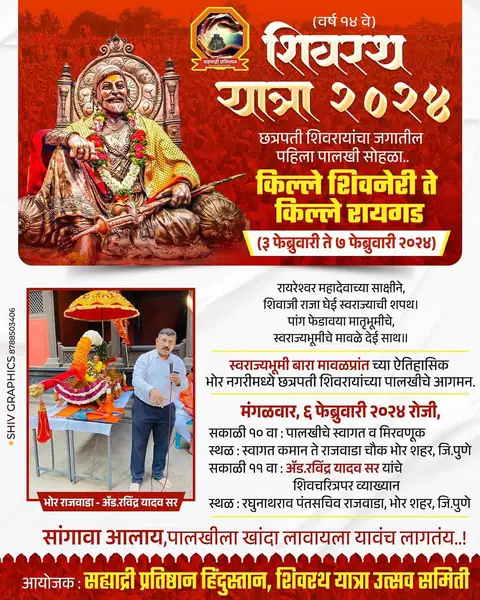 (वर्ष १४ वे)
सह्याद्री प्रतिष्ठान
शिवरथ
यात्रा २०२४
छत्रपती शिवरायांचा जगातील
पहिला पालखी सोहळा..
किल्ले शिवनेरी ते
किल्ले रायगड
(३ फेब्रुवारी ते ७ फेब्रुवारी २०२४)
रायरेश्वर महादेवाच्या साक्षीने,
शिवाजी राजा घेई स्वराज्याची शपथ।
पांग फेडावया मातृभूमीचे,
स्वराज्यभूमीचे मावळे देई साथ॥
स्वराज्यभूमी बारा मावळप्रांत च्या ऐतिहासिक
भोर नगरीमध्ये छत्रपती शिवरायांच्या पालखीचे आगमन.
मंगळवार, ६ फेब्रुवारी २०२४ रोजी,
सकाळी १० वा : पालखीचे स्वागत व मिरवणूक
स्थळ : स्वागत कमान ते राजवाडा चौक भोर शहर, जि.पुणे
सकाळी ११ वा : ॲड.रविंद्र यादव सर यांचे
शिवचरित्रपर व्याख्यान
स्थळ : रघुनाथराव पंतसचिव राजवाडा, भोर शहर, जि.पुणे
भोर राजवाडा - ॲड.रविंद्र यादव सर
SHIV GRAPHICS 8788503406
सांगावा आलाय,पालखीला खांदा लावायला यावंच लागतंय..!
आयोजक : सह्याद्री प्रतिष्ठान हिंदुस्तान, शिवरथ यात्रा उत्सव समिती